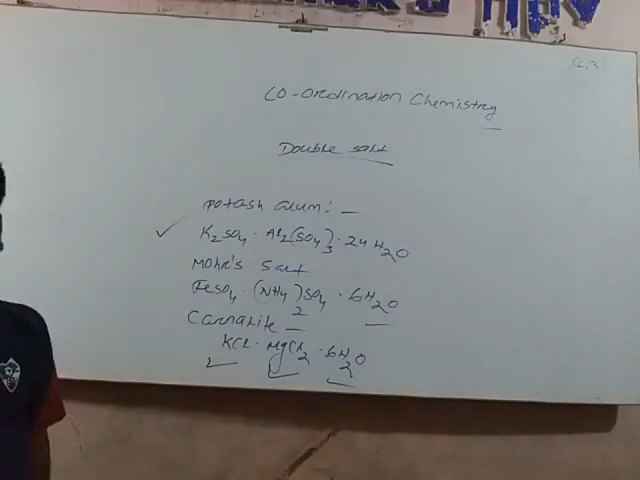 CO-Ordination Chemistry
Double salt
potash alum: —
✓ K₂SO₄ · Al₂(SO₄)₃ · 24 H₂O
Mohr's Salt
FeSO₄ · (NH₄)₂SO₄ · 6H₂O
Carnalite —
KCl · MgCl₂ · 6H₂O